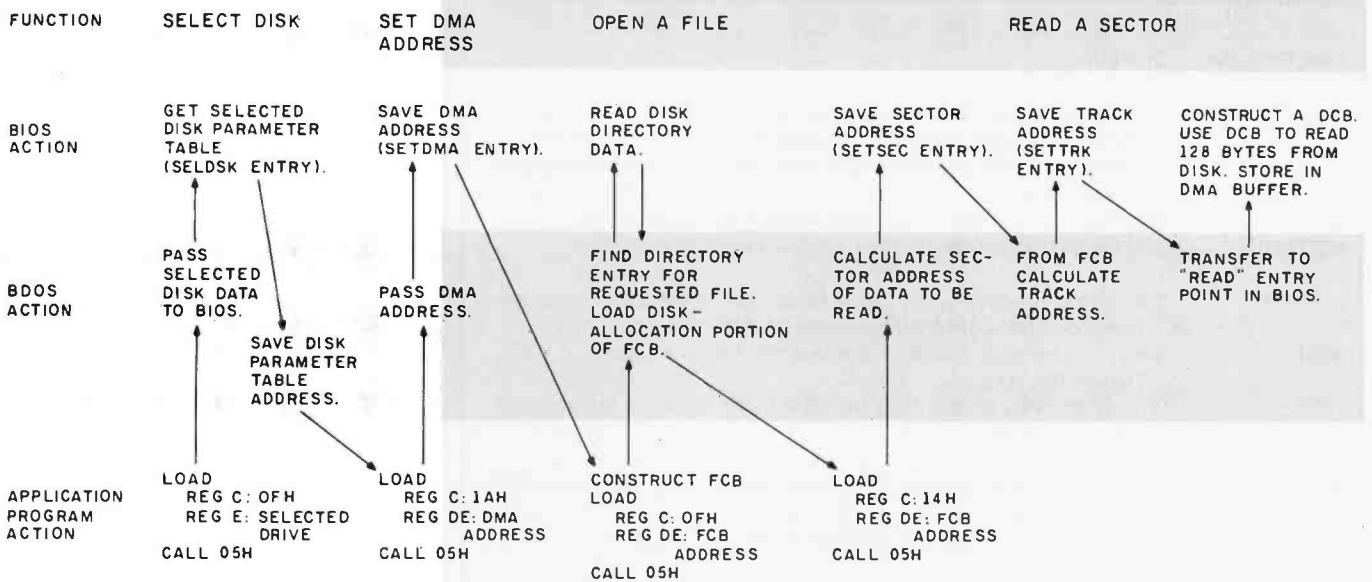 FUNCTION
SELECT DISK
SET DMA
ADDRESS
OPEN A FILE
READ A SECTOR
BIOS
ACTION
GET SELECTED
DISK PARAMETER
TABLE
(SELDSK ENTRY).
SAVE DMA
ADDRESS
(SETDMA ENTRY).
READ DISK
DIRECTORY
DATA.
SAVE SECTOR
ADDRESS
(SETSEC ENTRY).
SAVE TRACK
ADDRESS
(SETTRK
ENTRY).
CONSTRUCT A DCB.
USE DCB TO READ
128 BYTES FROM
DISK. STORE IN
DMA BUFFER.
BDOS
ACTION
PASS
SELECTED
DISK DATA
TO BIOS.
SAVE DISK
PARAMETER
TABLE
ADDRESS.
PASS DMA
ADDRESS.
FIND DIRECTORY
ENTRY FOR
REQUESTED FILE.
LOAD DISK-
ALLOCATION PORTION
OF FCB.
CALCULATE SEC-
TOR ADDRESS
OF DATA TO BE
READ.
FROM FCB
CALCULATE
TRACK
ADDRESS.
TRANSFER TO
"READ" ENTRY
POINT IN BIOS.
APPLICATION
PROGRAM
ACTION
LOAD
REG C: 0FH
REG E: SELECTED
DRIVE
CALL 05H
LOAD
REG C: 1AH
REG DE: DMA
ADDRESS
CALL 05H
CONSTRUCT FCB
LOAD
REG C: 0FH
REG DE: FCB
ADDRESS
CALL 05H
LOAD
REG C: 14H
REG DE: FCB
ADDRESS
CALL 05H